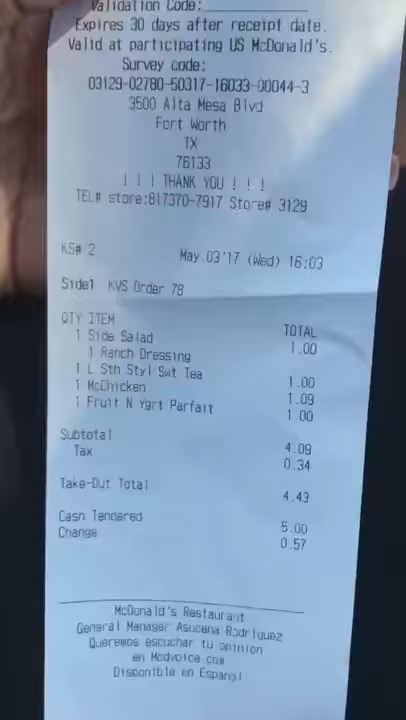 Validation Code:
Expires 30 days after receipt date.
Valid at participating US McDonald's.
Survey code:
03129-02780-50317-16033-00044-3
3500 Alta Mesa Blvd
Fort Worth
TX
76133
! ! ! THANK YOU ! ! !
TEL# store:817370-7917 Store# 3129
KS# 2 May.03'17 (Wed) 16:03
Side1 KVS Order 78
QTY ITEM TOTAL
1 Side Salad 1.00
1 Ranch Dressing
1 L Sth Styl Swt Tea 1.00
1 McChicken 1.09
1 Fruit N Ygrt Parfait 1.00
Subtotal 4.09
Tax 0.34
Take-Out Total 4.43
Cash Tendered 5.00
Change 0.57
McDonald's Restaurant
General Manager Asucena Rodriguez
Queremos escuchar tu opinion
en Mcdvoice.com
Disponible en Espanol